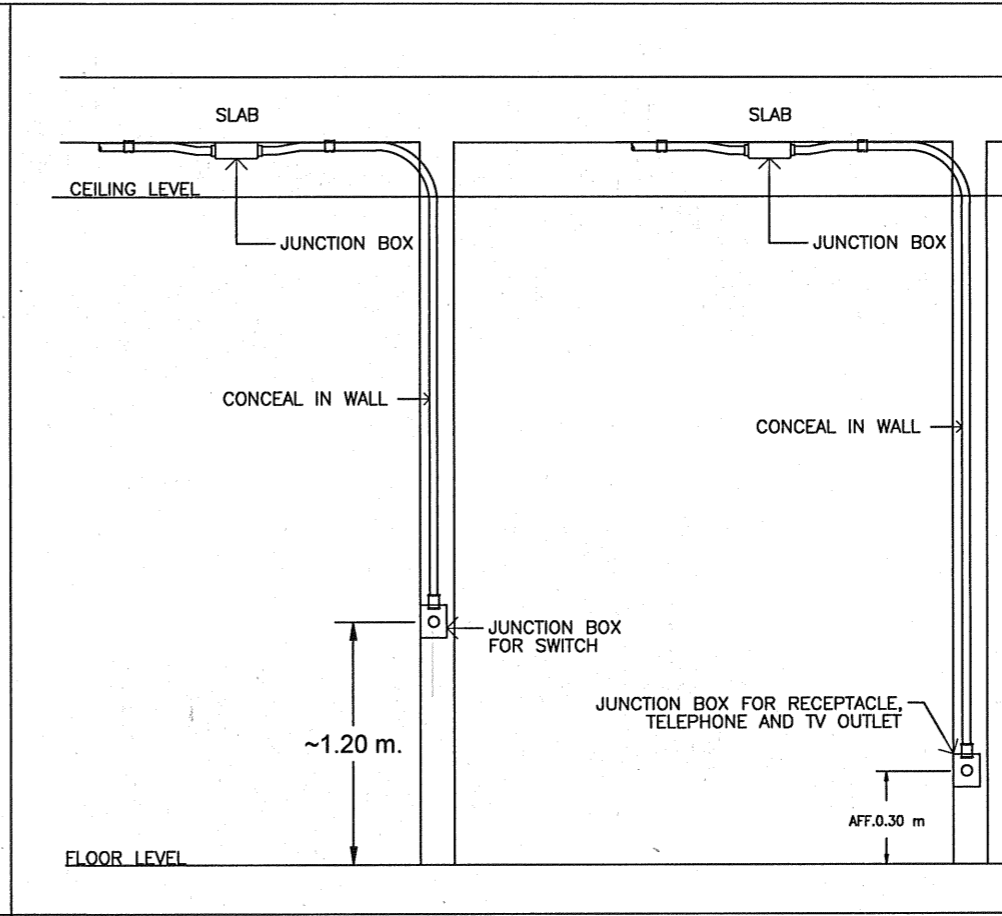 SLAB
SLAB
CEILING LEVEL
JUNCTION BOX
JUNCTION BOX
CONCEAL IN WALL
CONCEAL IN WALL
JUNCTION BOX
FOR SWITCH
JUNCTION BOX FOR RECEPTACLE,
TELEPHONE AND TV OUTLET
~1.20 m.
AFF.0.30 m
FLOOR LEVEL